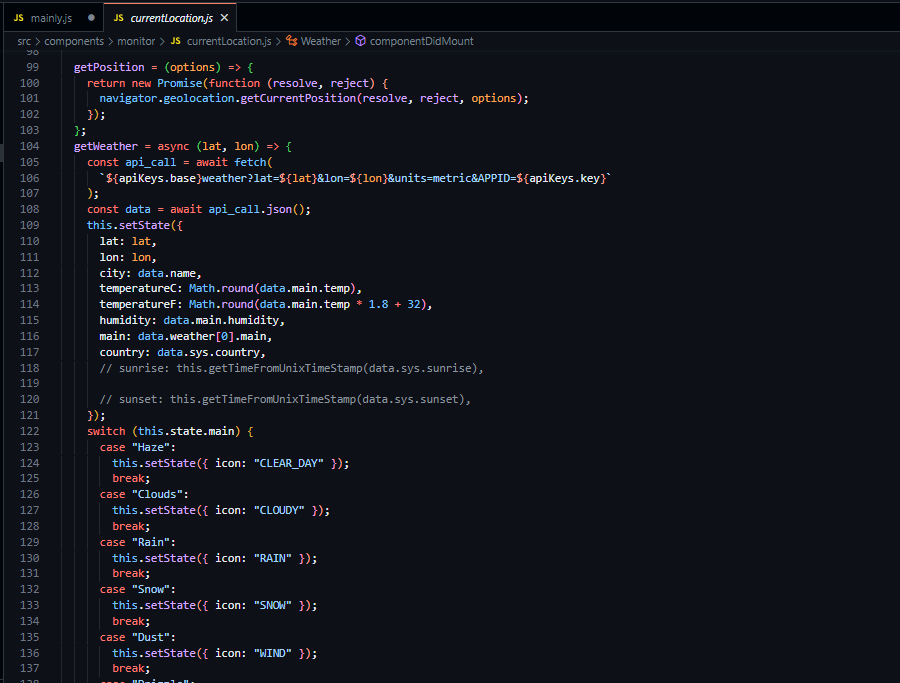 JS mainly.js ● JS currentLocation.js ×
src > components > monitor > JS currentLocation.js > Weather > componentDidMount
98
99 getPosition = (options) => {
100 return new Promise(function (resolve, reject) {
101 navigator.geolocation.getCurrentPosition(resolve, reject, options);
102 });
103 };
104 getWeather = async (lat, lon) => {
105 const api_call = await fetch(
106 `${apiKeys.base}weather?lat=${lat}&lon=${lon}&units=metric&APPID=${apiKeys.key}`
107 );
108 const data = await api_call.json();
109 this.setState({
110 lat: lat,
111 lon: lon,
112 city: data.name,
113 temperatureC: Math.round(data.main.temp),
114 temperatureF: Math.round(data.main.temp * 1.8 + 32),
115 humidity: data.main.humidity,
116 main: data.weather[0].main,
117 country: data.sys.country,
118 // sunrise: this.getTimeFromUnixTimeStamp(data.sys.sunrise),
119
120 // sunset: this.getTimeFromUnixTimeStamp(data.sys.sunset),
121 });
122 switch (this.state.main) {
123 case "Haze":
124 this.setState({ icon: "CLEAR_DAY" });
125 break;
126 case "Clouds":
127 this.setState({ icon: "CLOUDY" });
128 break;
129 case "Rain":
130 this.setState({ icon: "RAIN" });
131 break;
132 case "Snow":
133 this.setState({ icon: "SNOW" });
134 break;
135 case "Dust":
136 this.setState({ icon: "WIND" });
137 break;
138 case "Drizzle":